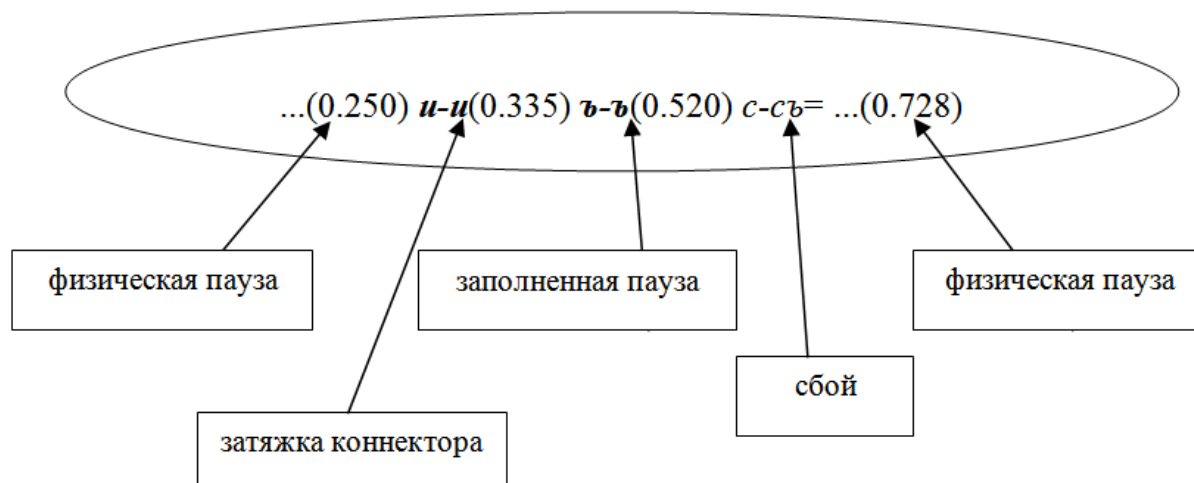 ...(0.250) и-и(0.335) ъ-ъ(0.520) с-съ= ...(0.728)
физическая пауза
заполненная пауза
физическая пауза
сбой
затяжка коннектора